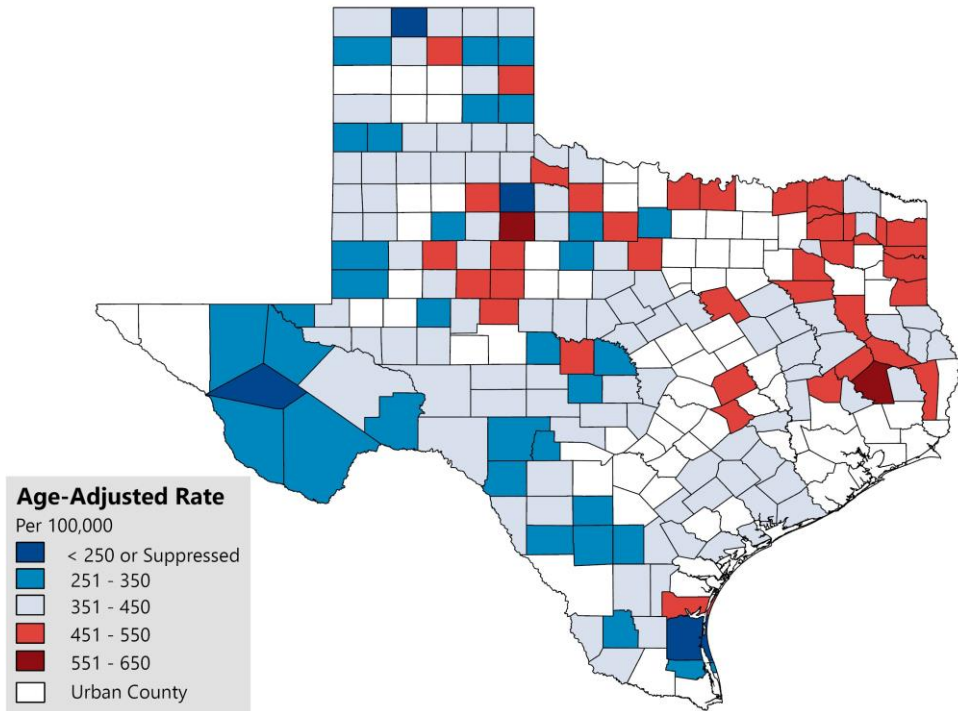 Age-Adjusted Rate
Per 100,000
< 250 or Suppressed
251 - 350
351 - 450
451 - 550
551 - 650
Urban County